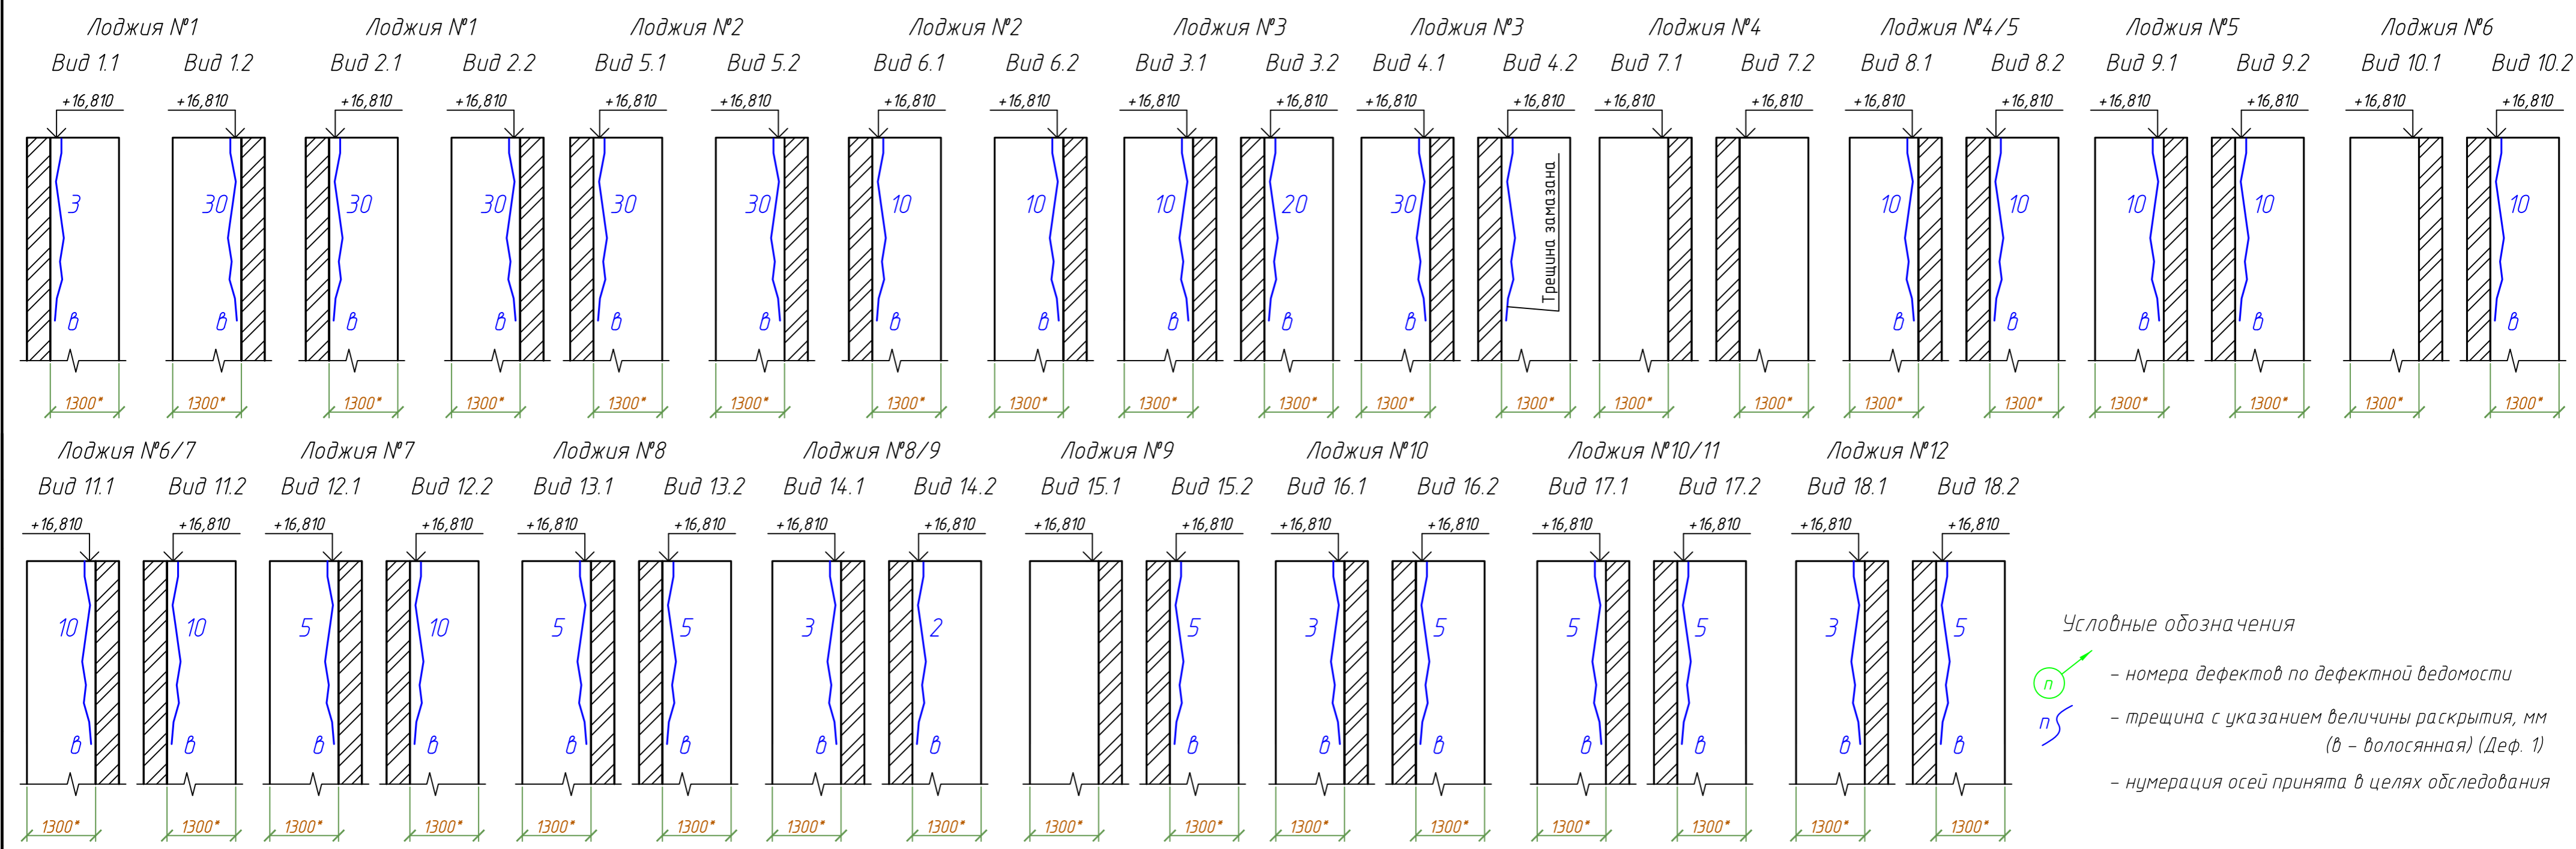 Лоджия №1 Лоджия №1 Лоджия №2 Лоджия №2 Лоджия №3 Лоджия №3 Лоджия №4 Лоджия №4/5 Лоджия №5 Лоджия №6
Вид 1.1 Вид 1.2 Вид 2.1 Вид 2.2 Вид 5.1 Вид 5.2 Вид 6.1 Вид 6.2 Вид 3.1 Вид 3.2 Вид 4.1 Вид 4.2 Вид 7.1 Вид 7.2 Вид 8.1 Вид 8.2 Вид 9.1 Вид 9.2 Вид 10.1 Вид 10.2
+16,810 +16,810 +16,810 +16,810 +16,810 +16,810 +16,810 +16,810 +16,810 +16,810 +16,810 +16,810 +16,810 +16,810 +16,810 +16,810 +16,810 +16,810 +16,810 +16,810
3 30 30 30 30 30 10 10 10 20 30 10 10 10 10 10
Трещина замазана
в в в в в в в в в в в в в в в в
1300* 1300* 1300* 1300* 1300* 1300* 1300* 1300* 1300* 1300* 1300* 1300* 1300* 1300* 1300* 1300* 1300* 1300* 1300* 1300*
Лоджия №6/7 Лоджия №7 Лоджия №8 Лоджия №8/9 Лоджия №9 Лоджия №10 Лоджия №10/11 Лоджия №12
Вид 11.1 Вид 11.2 Вид 12.1 Вид 12.2 Вид 13.1 Вид 13.2 Вид 14.1 Вид 14.2 Вид 15.1 Вид 15.2 Вид 16.1 Вид 16.2 Вид 17.1 Вид 17.2 Вид 18.1 Вид 18.2
+16,810 +16,810 +16,810 +16,810 +16,810 +16,810 +16,810 +16,810 +16,810 +16,810 +16,810 +16,810 +16,810 +16,810 +16,810 +16,810
10 10 5 10 5 5 3 2 5 3 5 5 5 3 5
в в в в в в в в в в в в в в в
1300* 1300* 1300* 1300* 1300* 1300* 1300* 1300* 1300* 1300* 1300* 1300* 1300* 1300* 1300* 1300*
Условные обозначения
п – номера дефектов по дефектной ведомости
п – трещина с указанием величины раскрытия, мм
(в – волосянная) (Деф. 1)
– нумерация осей принята в целях обследования